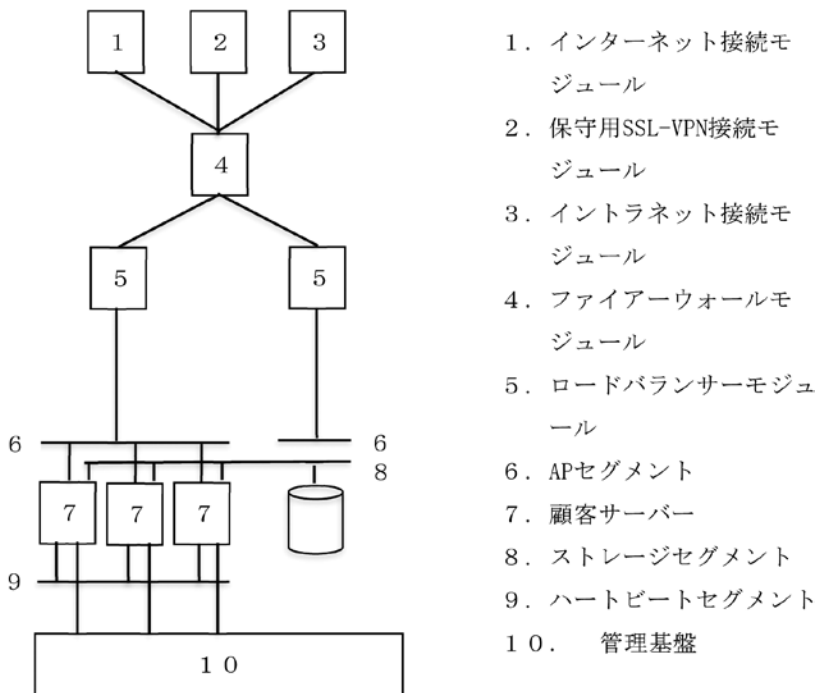 1
2
3
4
5
5
6
6
8
7
7
7
9
１０
１．インターネット接続モ
ジュール
２．保守用SSL-VPN接続モ
ジュール
３．イントラネット接続モ
ジュール
４．ファイアーウォールモ
ジュール
５．ロードバランサーモジュ
ール
６．APセグメント
７．顧客サーバー
８．ストレージセグメント
９．ハートビートセグメント
１０．　管理基盤